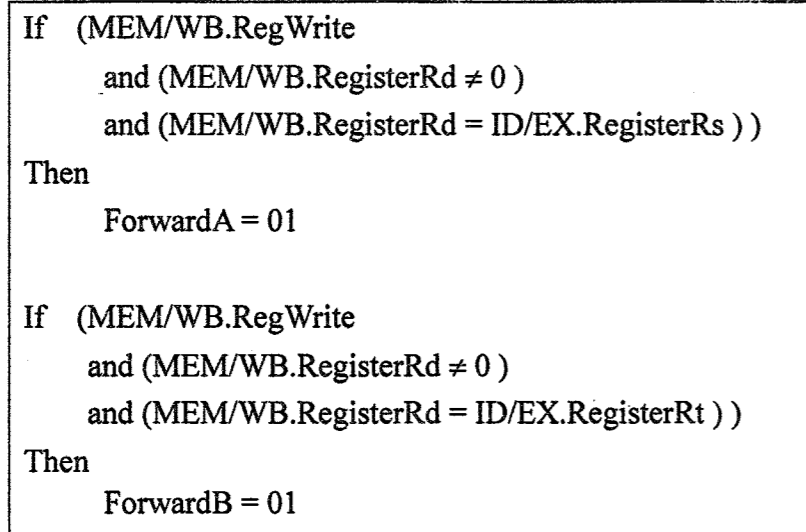 If (MEM/WB.RegWrite
and (MEM/WB.RegisterRd ≠ 0 )
and (MEM/WB.RegisterRd = ID/EX.RegisterRs ) )
Then
ForwardA = 01
If (MEM/WB.RegWrite
and (MEM/WB.RegisterRd ≠ 0 )
and (MEM/WB.RegisterRd = ID/EX.RegisterRt ) )
Then
ForwardB = 01